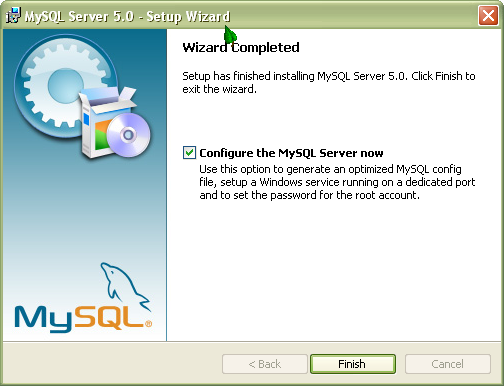 MySQL Server 5.0 - Setup Wizard
Wizard Completed
Setup has finished installing MySQL Server 5.0. Click Finish to
exit the wizard.
Configure the MySQL Server now
Use this option to generate an optimized MySQL config
file, setup a Windows service running on a dedicated port
and to set the password for the root account.
MySQL®
< Back
Finish
Cancel